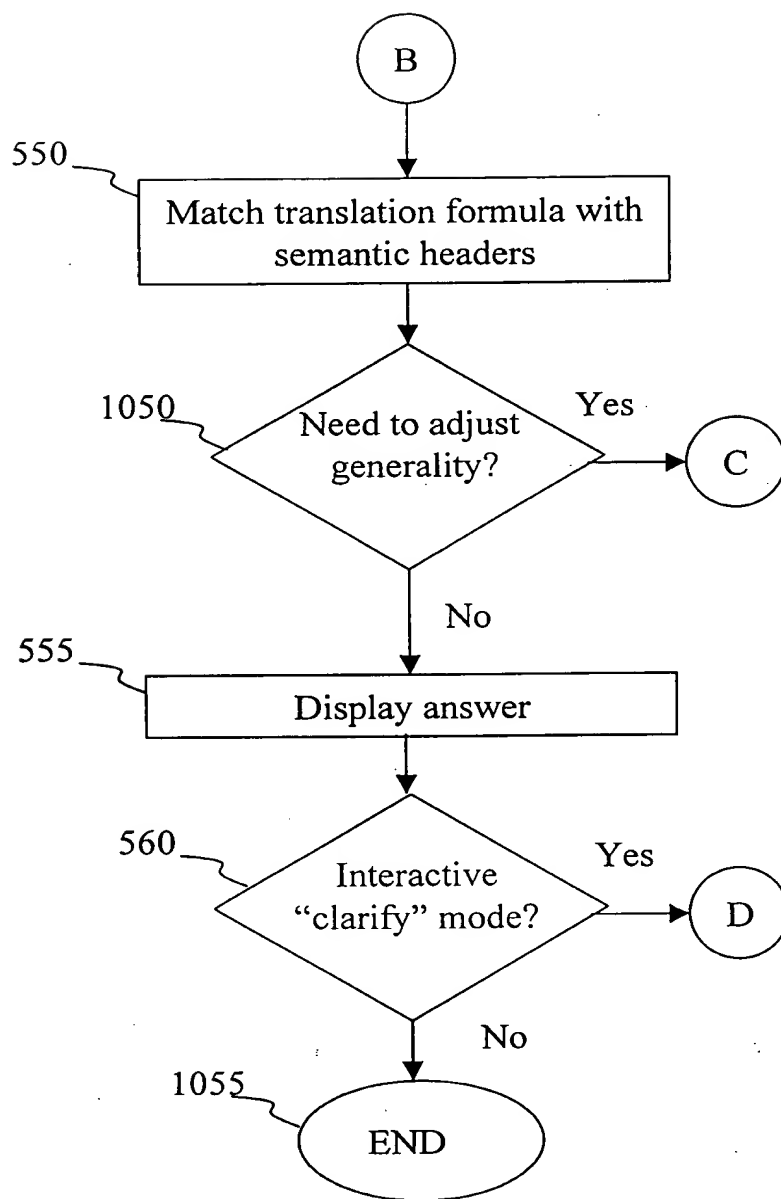 B
550
Match translation formula with
semantic headers
1050
Need to adjust
generality?
Yes
C
No
555
Display answer
560
Interactive
“clarify” mode?
Yes
D
No
1055
END